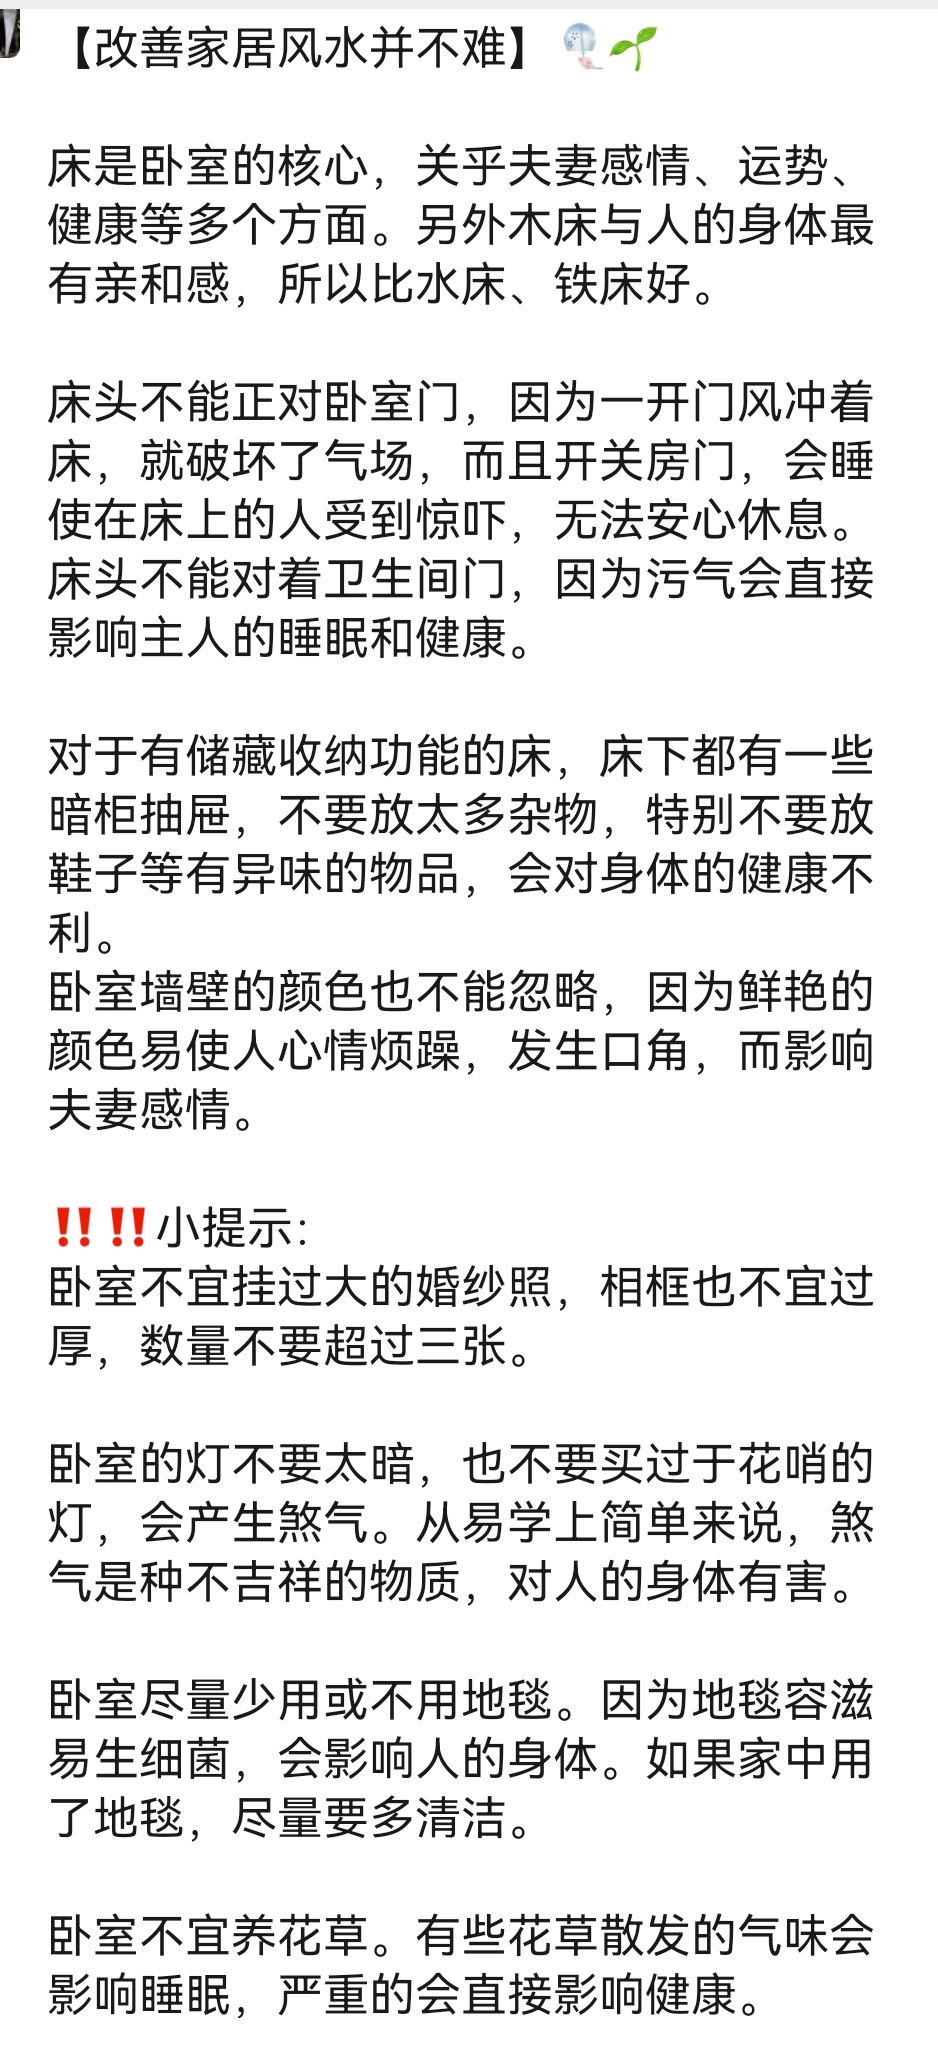 【改善家居风水并不难】🎐🌱
床是卧室的核心，关乎夫妻感情、运势、
健康等多个方面。另外木床与人的身体最
有亲和感，所以比水床、铁床好。
床头不能正对卧室门，因为一开门风冲着
床，就破坏了气场，而且开关房门，会睡
使在床上的人受到惊吓，无法安心休息。
床头不能对着卫生间门，因为污气会直接
影响主人的睡眠和健康。
对于有储藏收纳功能的床，床下都有一些
暗柜抽屉，不要放太多杂物，特别不要放
鞋子等有异味的物品，会对身体的健康不
利。
卧室墙壁的颜色也不能忽略，因为鲜艳的
颜色易使人心情烦躁，发生口角，而影响
夫妻感情。
‼️‼️小提示：
卧室不宜挂过大的婚纱照，相框也不宜过
厚，数量不要超过三张。
卧室的灯不要太暗，也不要买过于花哨的
灯，会产生煞气。从易学上简单来说，煞
气是种不吉祥的物质，对人的身体有害。
卧室尽量少用或不用地毯。因为地毯容滋
易生细菌，会影响人的身体。如果家中用
了地毯，尽量要多清洁。
卧室不宜养花草。有些花草散发的气味会
影响睡眠，严重的会直接影响健康。